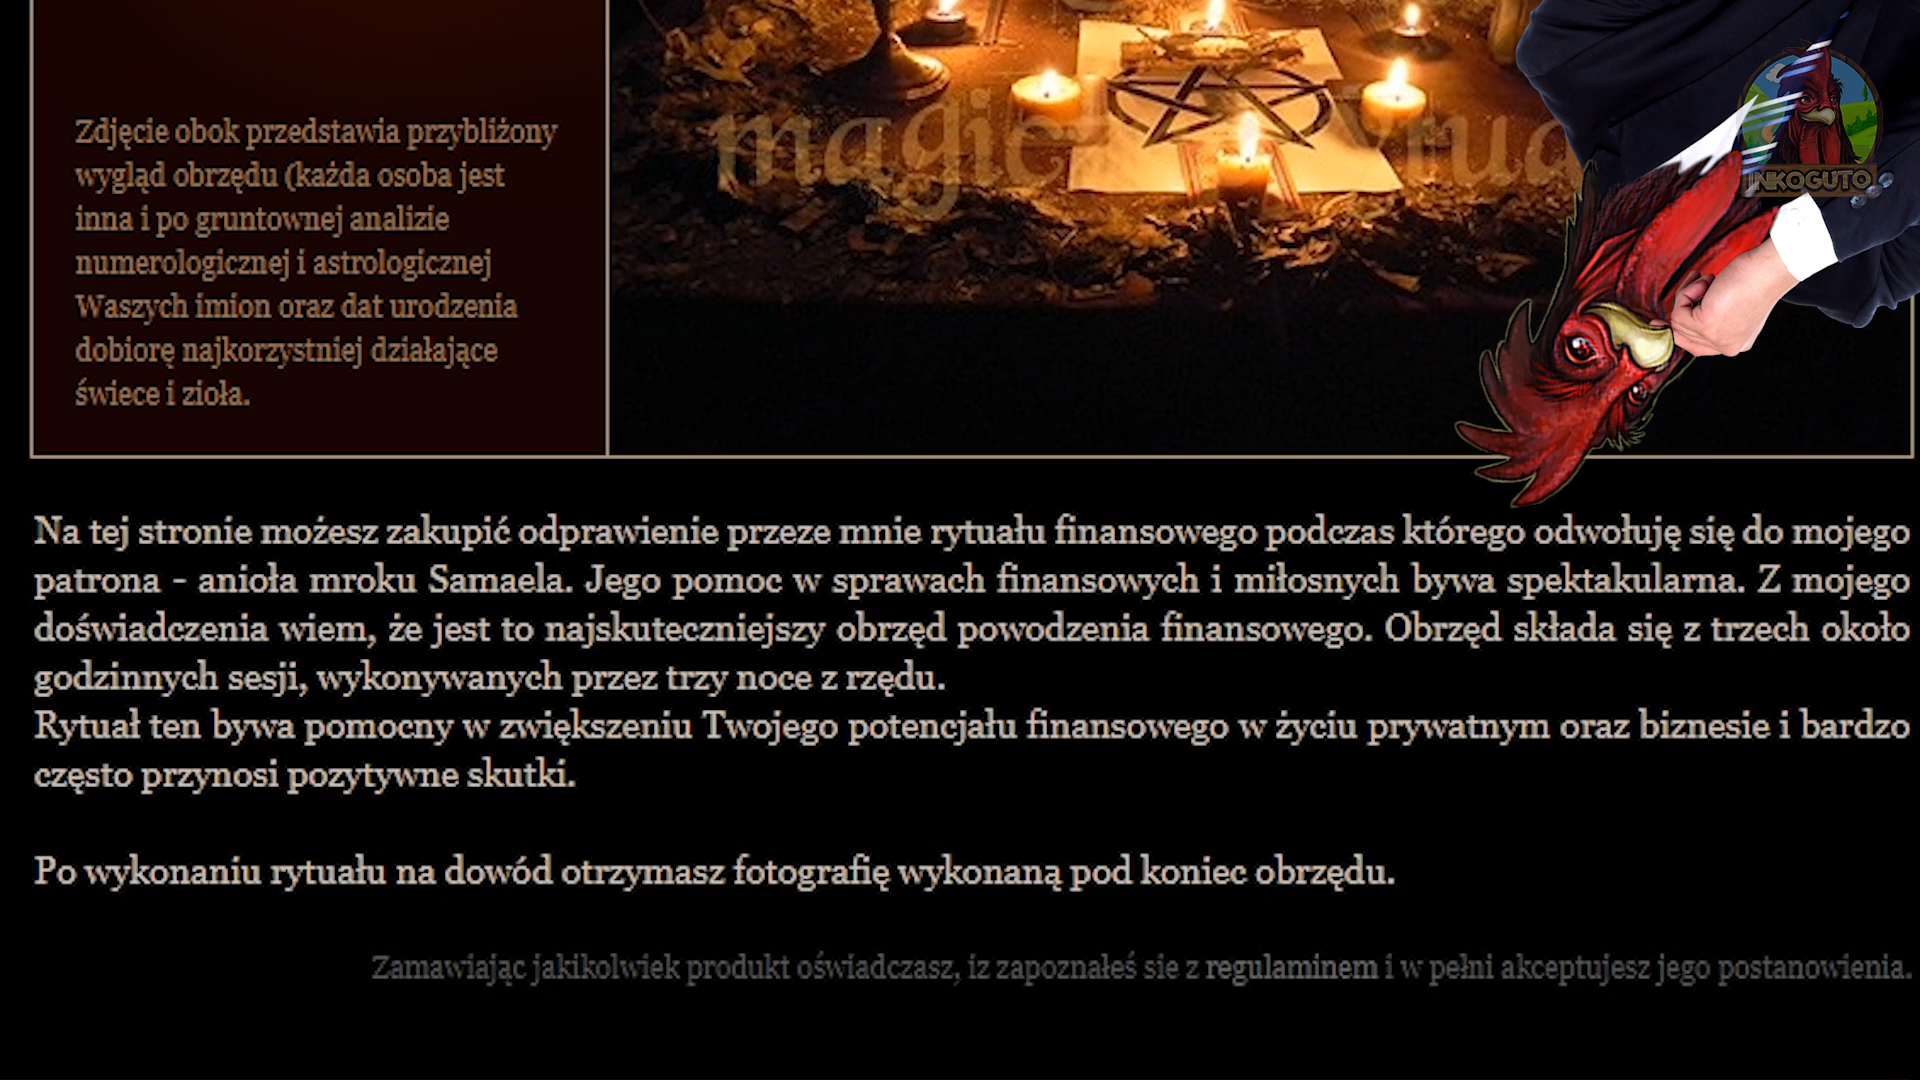 Zdjęcie obok przedstawia przybliżony
wygląd obrzędu (każda osoba jest
inna i po gruntownej analizie
numerologicznej i astrologicznej
Waszych imion oraz dat urodzenia
dobiorę najkorzystniej działające
świece i zioła.
INKOGUTO
Na tej stronie możesz zakupić odprawienie przeze mnie rytuału finansowego podczas którego odwołuję się do mojego
patrona - anioła mroku Samaela. Jego pomoc w sprawach finansowych i miłosnych bywa spektakularna. Z mojego
doświadczenia wiem, że jest to najskuteczniejszy obrzęd powodzenia finansowego. Obrzęd składa się z trzech około
godzinnych sesji, wykonywanych przez trzy noce z rzędu.
Rytuał ten bywa pomocny w zwiększeniu Twojego potencjału finansowego w życiu prywatnym oraz biznesie i bardzo
często przynosi pozytywne skutki.
Po wykonaniu rytuału na dowód otrzymasz fotografię wykonaną pod koniec obrzędu.
Zamawiając jakikolwiek produkt oświadczasz, iz zapoznałeś sie z regulaminem i w pełni akceptujesz jego postanowienia.